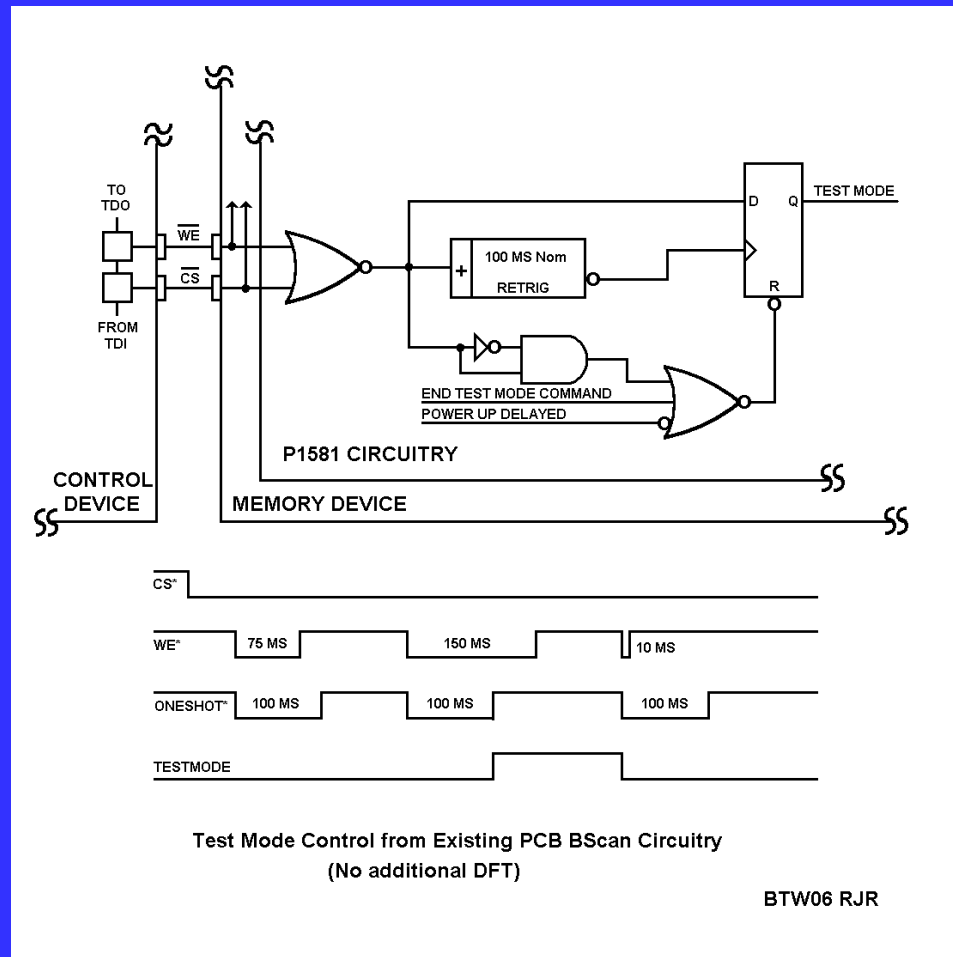 TO
TDO
WE
CS
FROM
TDI
+
100 MS Nom
RETRIG
D Q
R
TEST MODE
END TEST MODE COMMAND
POWER UP DELAYED
P1581 CIRCUITRY
CONTROL
DEVICE
MEMORY DEVICE
CS*
WE*
75 MS
150 MS
10 MS
ONESHOT*
100 MS
100 MS
100 MS
TESTMODE
Test Mode Control from Existing PCB BScan Circuitry
(No additional DFT)
BTW06 RJR